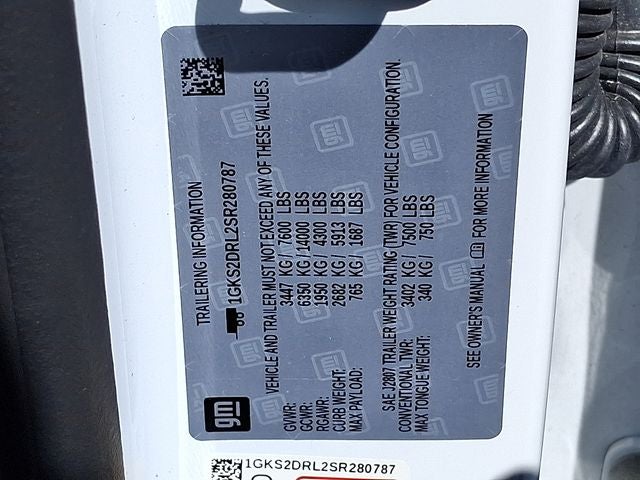 TRAILERING INFORMATION
1GKS2DRL2SR280787
VEHICLE AND TRAILER MUST NOT EXCEED ANY OF THESE VALUES.
GVWR: 3447 KG / 7600 LBS
GCWR: 6350 KG / 14000 LBS
RGAWR: 1950 KG / 4300 LBS
CURB WEIGHT: 2682 KG / 5913 LBS
MAX PAYLOAD: 765 KG / 1687 LBS
SAE J2807 TRAILER WEIGHT RATING (TWR) FOR VEHICLE CONFIGURATION.
CONVENTIONAL TWR: 3402 KG / 7500 LBS
MAX TONGUE WEIGHT: 340 KG / 750 LBS
SEE OWNER'S MANUAL FOR MORE INFORMATION
gm
1GKS2DRL2SR280787